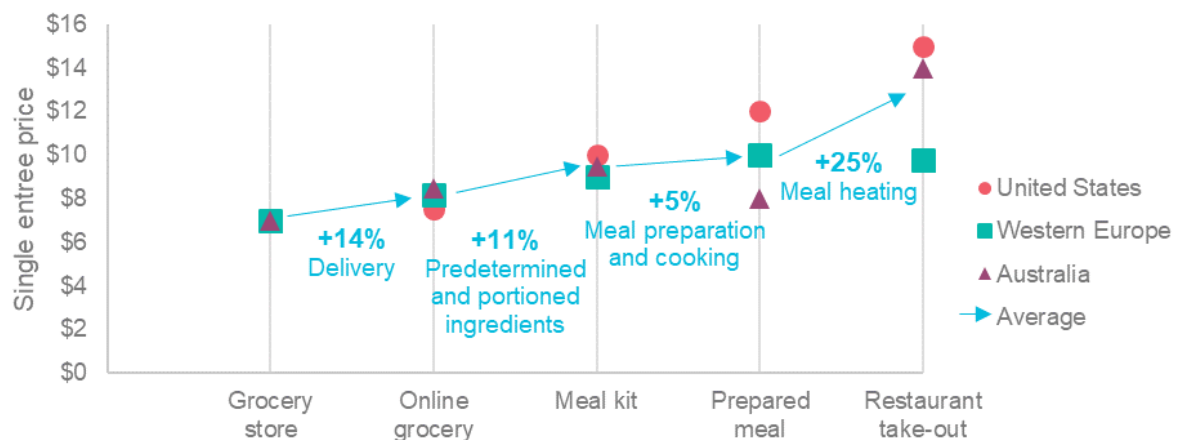 Single entree price
$16
$14
$12
$10
$8
$6
$4
$2
$0
+14%
Delivery
+11%
Predetermined
and portioned
ingredients
+5%
Meal preparation
and cooking
+25%
Meal heating
United States
Western Europe
Australia
Average
Grocery
store
Online
grocery
Meal kit
Prepared
meal
Restaurant
take-out